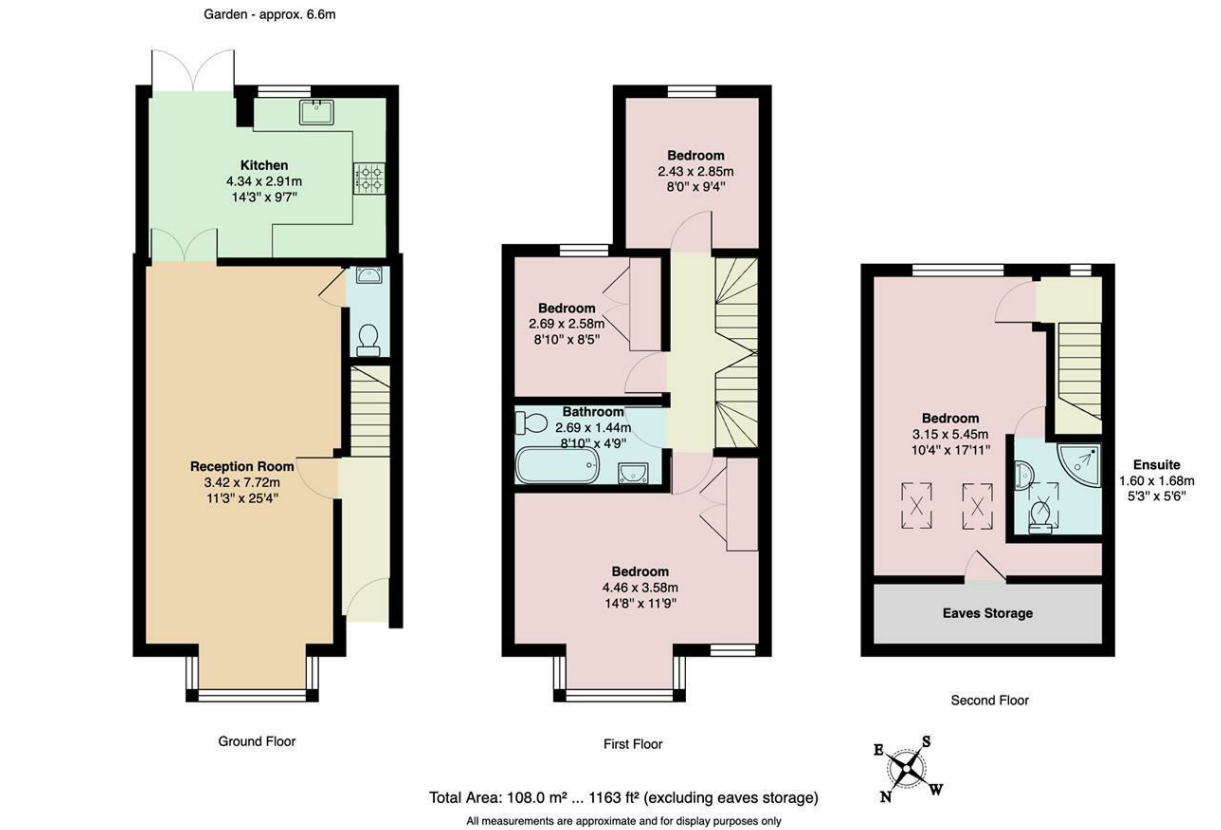 Garden - approx. 6.6m
Kitchen
4.34 x 2.91m
14'3" x 9'7"
Reception Room
3.42 x 7.72m
11'3" x 25'4"
Ground Floor
Bedroom
2.43 x 2.85m
8'0" x 9'4"
Bedroom
2.69 x 2.58m
8'10" x 8'5"
Bathroom
2.69 x 1.44m
8'10" x 4'9"
Bedroom
4.46 x 3.58m
14'8" x 11'9"
First Floor
Bedroom
3.15 x 5.45m
10'4" x 17'11"
Ensuite
1.60 x 1.68m
5'3" x 5'6"
Eaves Storage
Second Floor
E S
N W
Total Area: 108.0 m² ... 1163 ft² (excluding eaves storage)
All measurements are approximate and for display purposes only